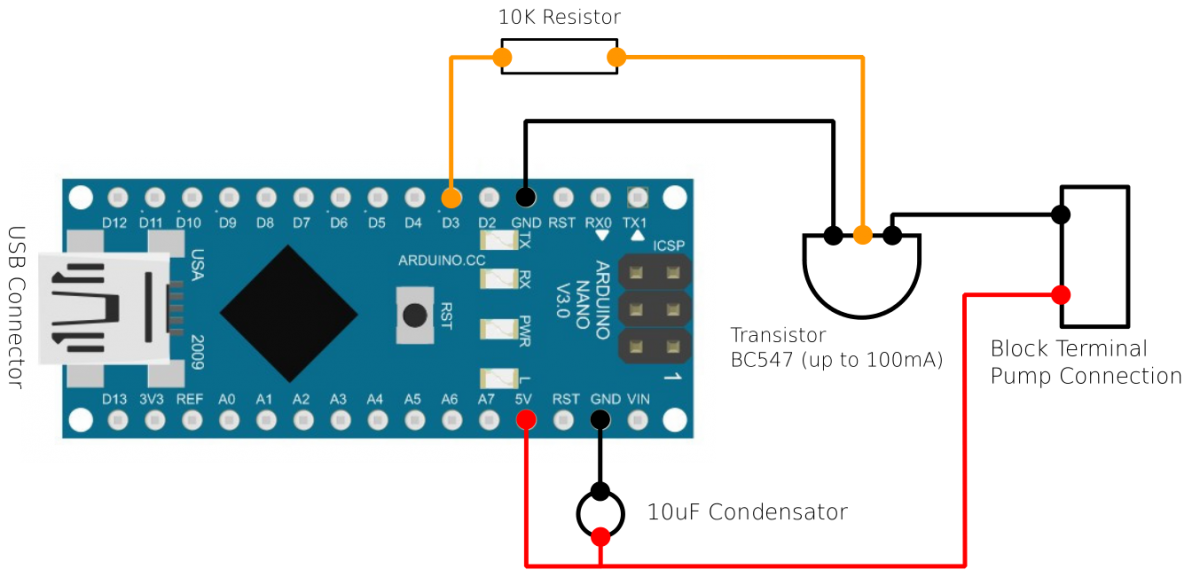 10K Resistor
D12 D11 D10 D9 D8 D7 D6 D5 D4 D3 D2 GND RST RX0 TX1
USB Connector
USA
2009
ARDUINO.CC
RST
TX
RX
PWR
L
ARDUINO
NANO
V3.0
ICSP
1
D13 3V3 REF A0 A1 A2 A3 A4 A5 A6 A7 5V RST GND VIN
Transistor
BC547 (up to 100mA)
Block Terminal
Pump Connection
10uF Condensator